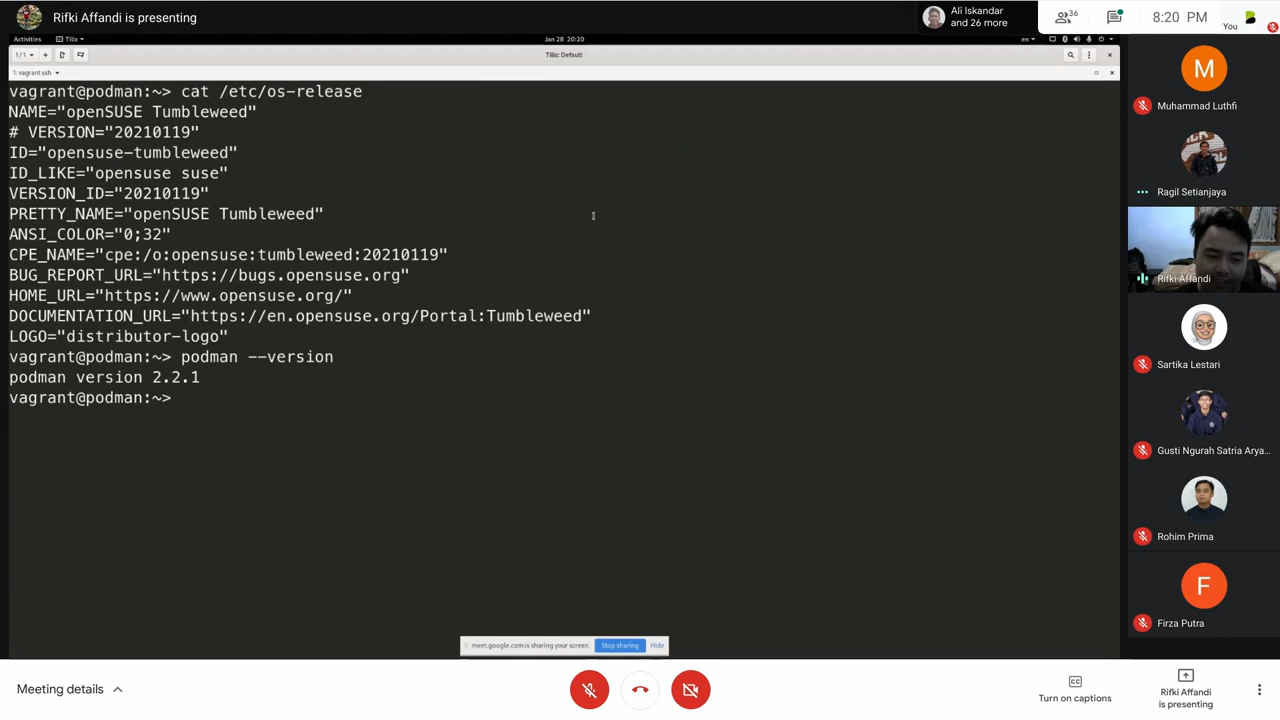 Rifki Affandi is presenting
Ali Iskandar
and 26 more
36
8:20 PM
You
Activities
Tilix
Jan 28 20:20
en
1/1
Tilix: Default
1: vagrant ssh
vagrant@podman:~> cat /etc/os-release
NAME="openSUSE Tumbleweed"
# VERSION="20210119"
ID="opensuse-tumbleweed"
ID_LIKE="opensuse suse"
VERSION_ID="20210119"
PRETTY_NAME="openSUSE Tumbleweed"
ANSI_COLOR="0;32"
CPE_NAME="cpe:/o:opensuse:tumbleweed:20210119"
BUG_REPORT_URL="https://bugs.opensuse.org"
HOME_URL="https://www.opensuse.org/"
DOCUMENTATION_URL="https://en.opensuse.org/Portal:Tumbleweed"
LOGO="distributor-logo"
vagrant@podman:~> podman --version
podman version 2.2.1
vagrant@podman:~>
meet.google.com is sharing your screen.
Stop sharing
Hide
M
Muhammad Luthfi
Ragil Setianjaya
Rifki Affandi
Sartika Lestari
Gusti Ngurah Satria Arya...
Rohim Prima
F
Firza Putra
Meeting details
CC
Turn on captions
Rifki Affandi
is presenting